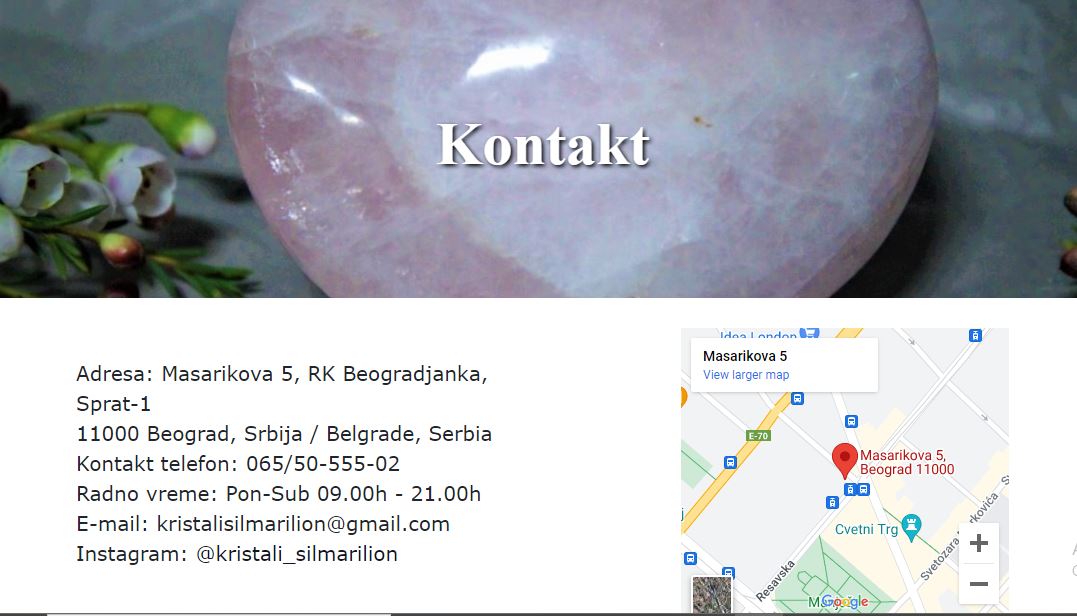 Kontakt
Adresa: Masarikova 5, RK Beogradjanka,
Sprat-1
11000 Beograd, Srbija / Belgrade, Serbia
Kontakt telefon: 065/50-555-02
Radno vreme: Pon-Sub 09.00h - 21.00h
E-mail: kristalisilmarilion@gmail.com
Instagram: @kristali_silmarilion
Idea London
Masarikova 5
View larger map
E-70
Masarikova 5,
Beograd 11000
Cvetni Trg
Resavska
Google
+
−